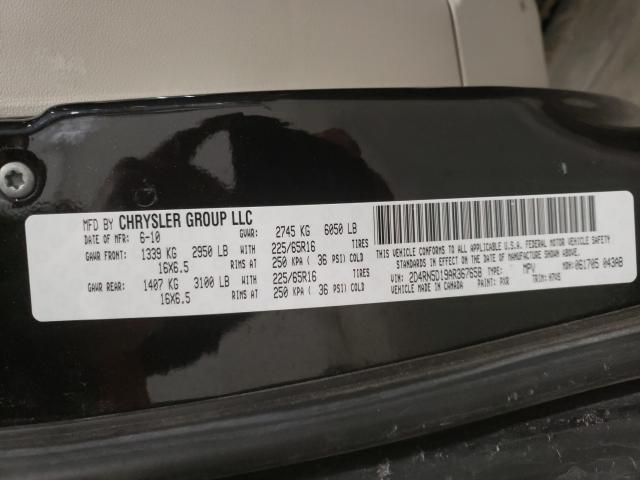 MFD BY CHRYSLER GROUP LLC
DATE OF MFR: 6-10 GVWR: 2745 KG 6050 LB
GAWR FRONT: 1339 KG 2950 LB WITH 225/65R16 TIRES
16X6.5 RIMS AT 250 KPA ( 36 PSI) COLD
GAWR REAR: 1407 KG 3100 LB WITH 225/65R16 TIRES
16X6.5 RIMS AT 250 KPA ( 36 PSI) COLD
THIS VEHICLE CONFORMS TO ALL APPLICABLE U.S.A. FEDERAL MOTOR VEHICLE SAFETY
STANDARDS IN EFFECT ON THE DATE OF MANUFACTURE SHOWN ABOVE.
VIN: 2D4RN5D19AR367658 TYPE: MPV MDH: 061705 043AB
VEHICLE MADE IN CANADA PAINT: PXR TRIM: